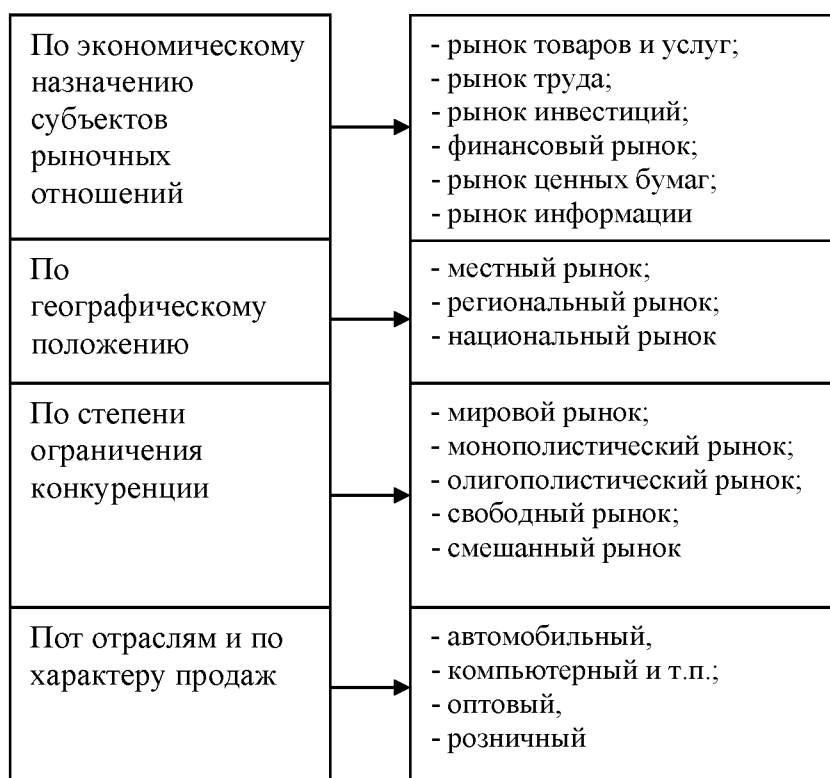 По экономическому
назначению
субъектов
рыночных
отношений
- рынок товаров и услуг;
- рынок труда;
- рынок инвестиций;
- финансовый рынок;
- рынок ценных бумаг;
- рынок информации
По
географическому
положению
- местный рынок;
- региональный рынок;
- национальный рынок
По степени
ограничения
конкуренции
- мировой рынок;
- монополистический рынок;
- олигополистический рынок;
- свободный рынок;
- смешанный рынок
Пот отраслям и по
характеру продаж
- автомобильный,
- компьютерный и т.п.;
- оптовый,
- розничный